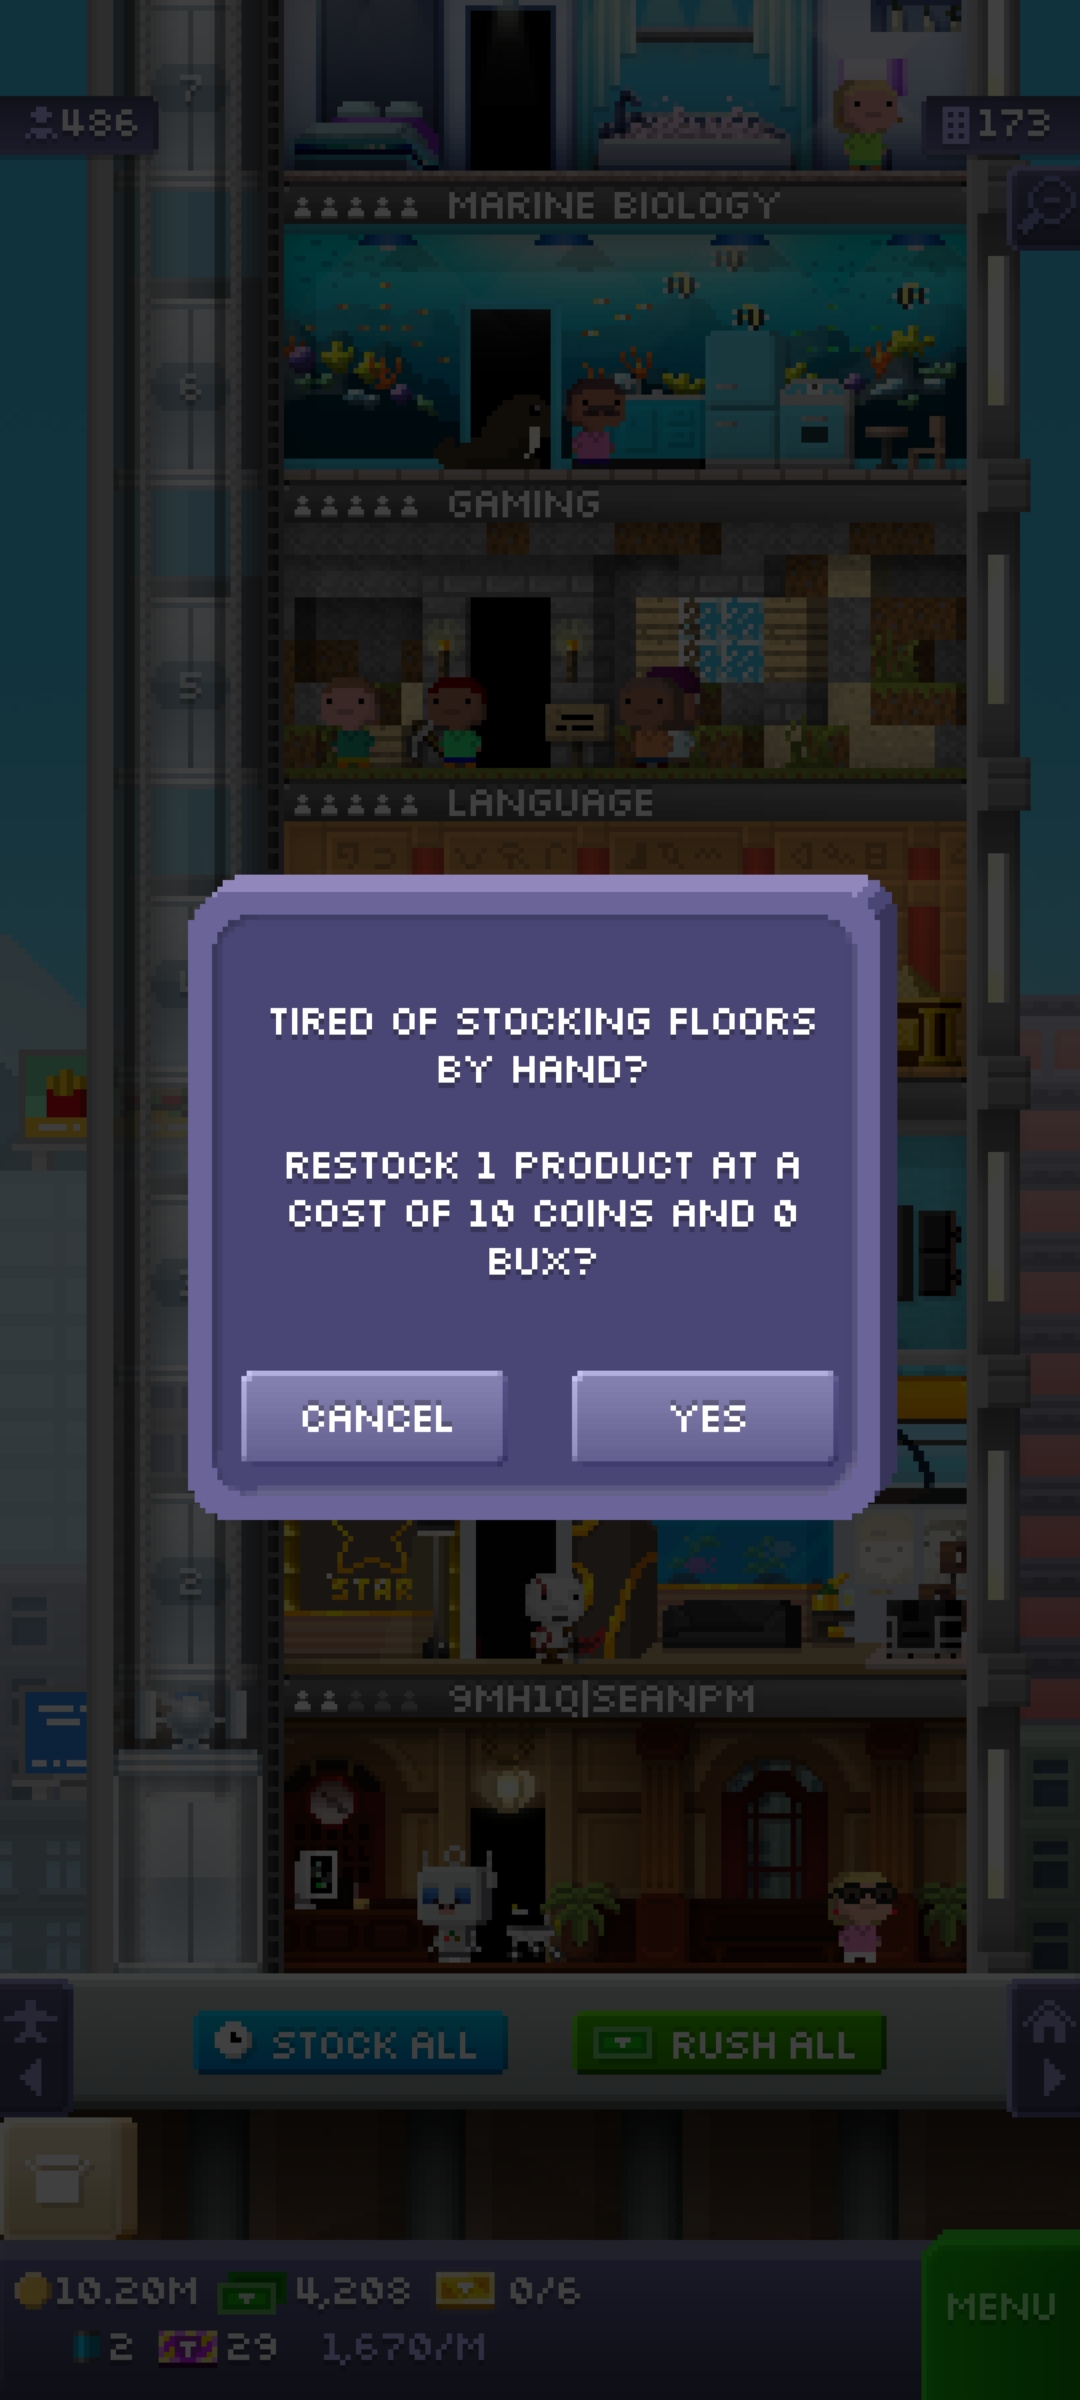 7
486
173
MARINE BIOLOGY
6
GAMING
5
LANGUAGE
TIRED OF STOCKING FLOORS
BY HAND?
RESTOCK 1 PRODUCT AT A
COST OF 10 COINS AND 0
BUX?
CANCEL
YES
2
STAR
9MH1Q|SEANPM
STOCK ALL
RUSH ALL
10.20M
4,208
0/6
MENU
2
29
1,670/M